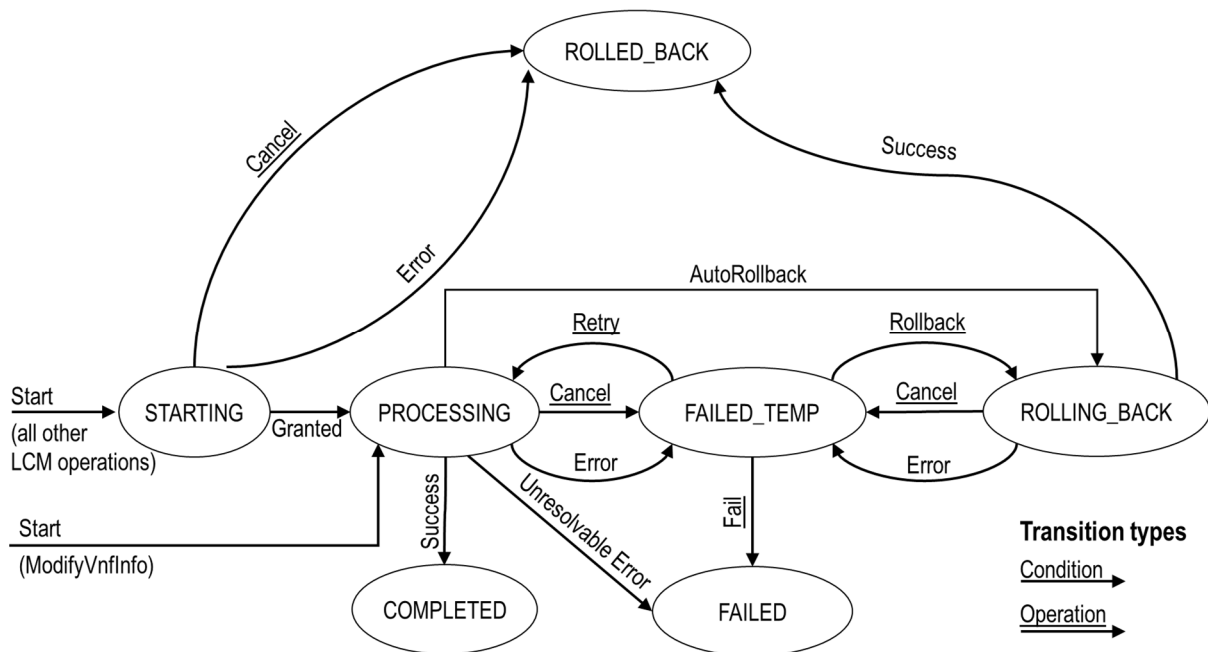 ROLLED_BACK
Cancel
Success
Error
AutoRollback
Retry
Rollback
Start
(all other
LCM operations)
STARTING
Granted
PROCESSING
Cancel
FAILED_TEMP
Cancel
ROLLING_BACK
Error
Error
Start
(ModifyVnfInfo)
Success
Unresolvable Error
Fail
Transition types
Condition
Operation
COMPLETED
FAILED